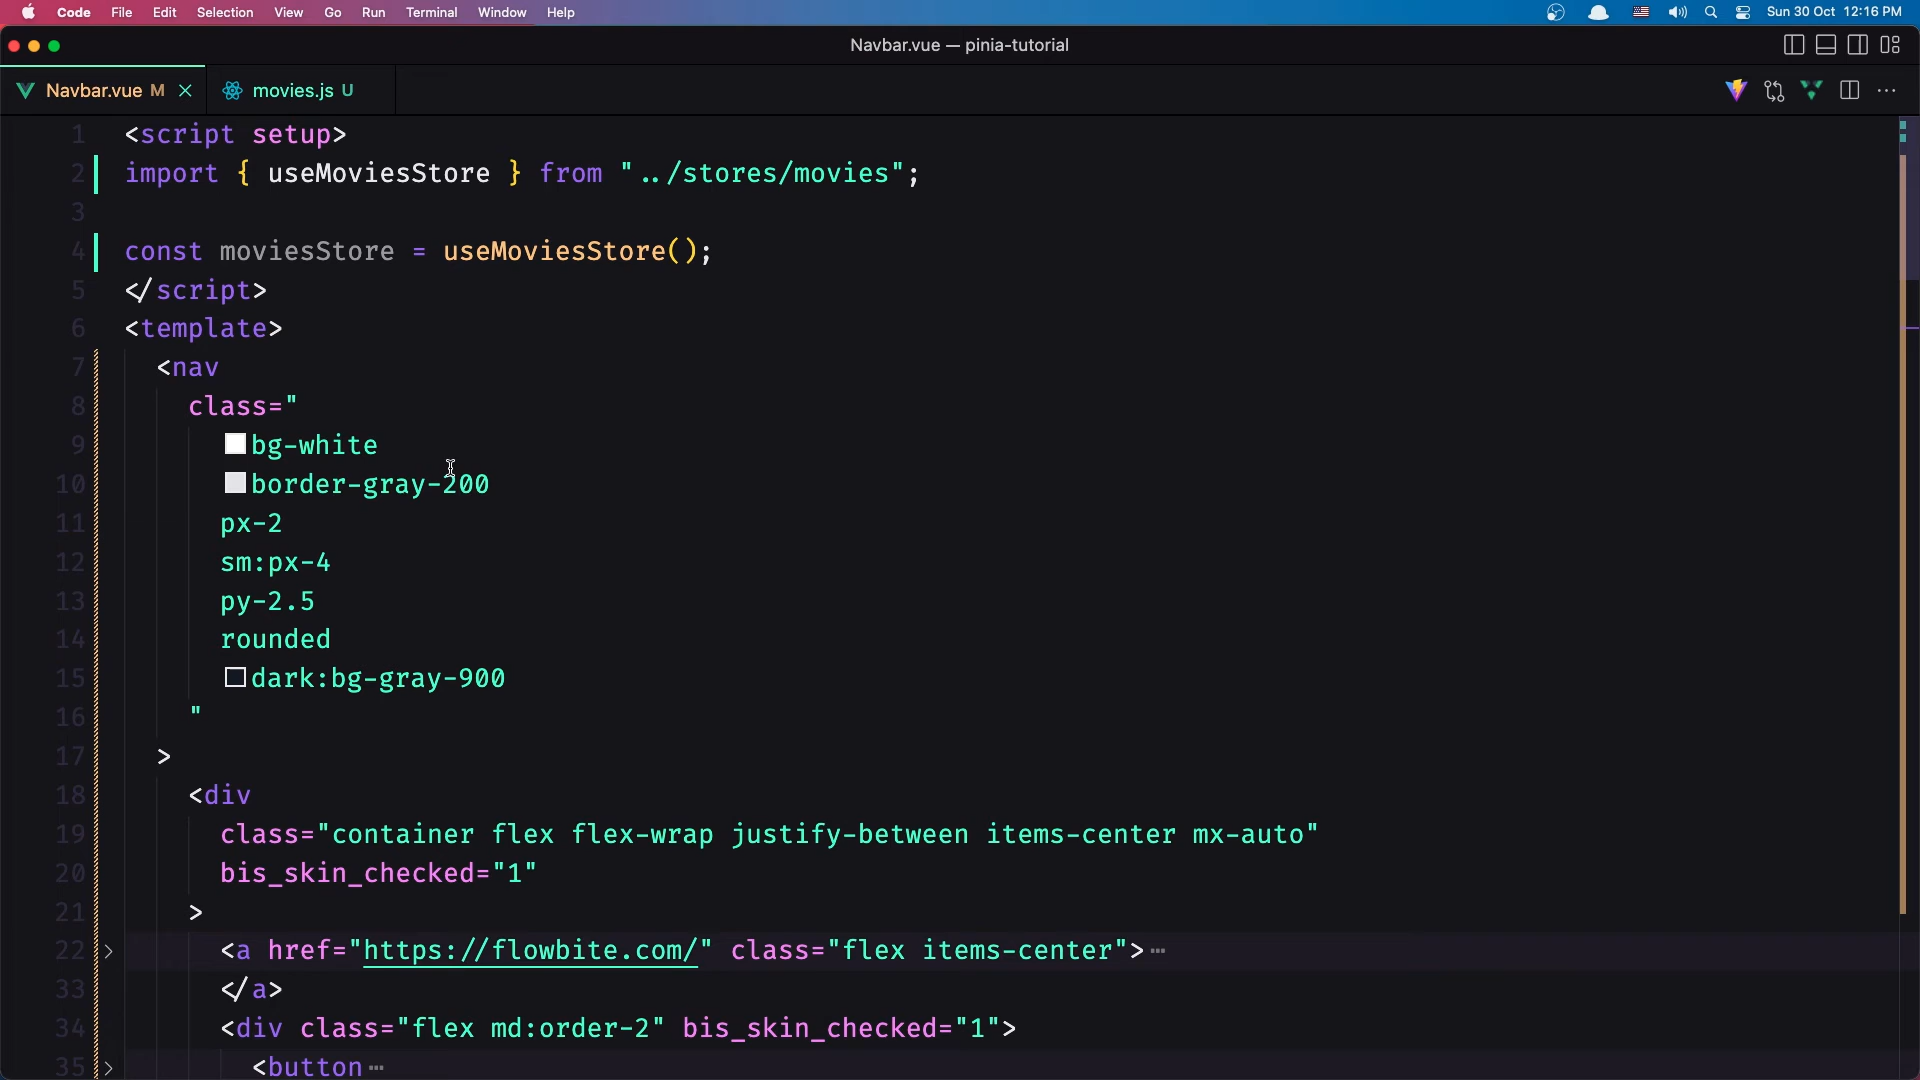 Code File Edit Selection View Go Run Terminal Window Help Sun 30 Oct 12:16 PM
Navbar.vue — pinia-tutorial
Navbar.vue M movies.js U
1 <script setup>
2 import { useMoviesStore } from "../stores/movies";
3
4 const moviesStore = useMoviesStore();
5 </script>
6 <template>
7 <nav
8 class="
9 bg-white
10 border-gray-200
11 px-2
12 sm:px-4
13 py-2.5
14 rounded
15 dark:bg-gray-900
16 "
17 >
18 <div
19 class="container flex flex-wrap justify-between items-center mx-auto"
20 bis_skin_checked="1"
21 >
22 <a href="https://flowbite.com/" class="flex items-center">…
33 </a>
34 <div class="flex md:order-2" bis_skin_checked="1">
35 <button…